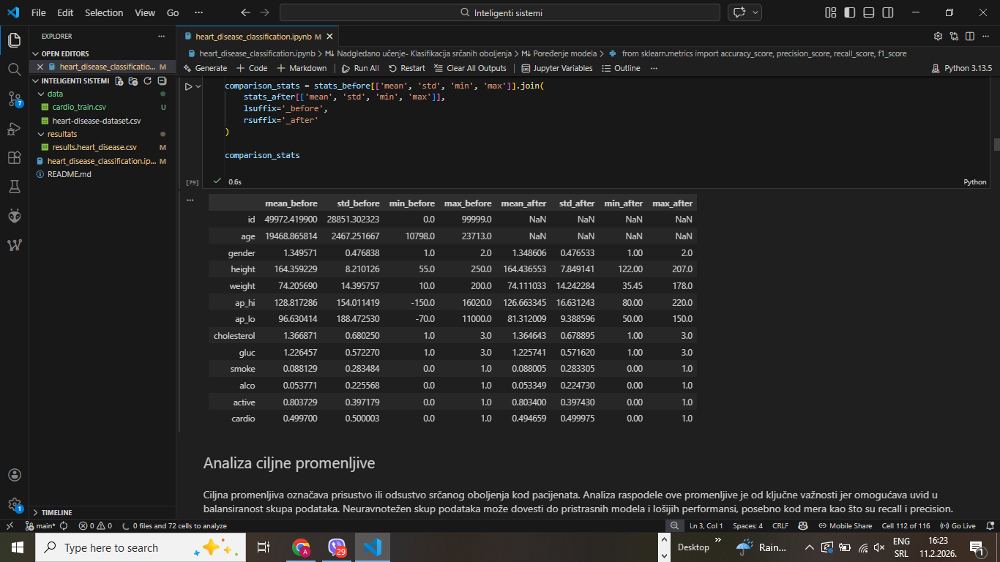 File Edit Selection View Go ··· Inteligenti sistemi
EXPLORER ···
OPEN EDITORS
heart_disease_classificatio... M
INTELIGENTI SISTEMI
data
cardio_train.csv U
heart-disease-dataset.csv
resultats
results.heart_disease.csv M
heart_disease_classification.ip... M
README.md
TIMELINE
7
1
heart_disease_classification.ipynb M
heart_disease_classification.ipynb > M↓ Nadgledano učenje- Klasifikacija srčanih oboljenja > M↓ Poređenje modela > from sklearn.metrics import accuracy_score, precision_score, recall_score, f1_score
Generate + Code + Markdown Run All Restart Clear All Outputs Jupyter Variables Outline ··· Python 3.13.5
comparison_stats = stats_before[['mean', 'std', 'min', 'max']].join(
stats_after[['mean', 'std', 'min', 'max']],
lsuffix='_before',
rsuffix='_after'
)
comparison_stats
[79] 0.6s Python
mean_before std_before min_before max_before mean_after std_after min_after max_after
id 49972.419900 28851.302323 0.0 99999.0 NaN NaN NaN NaN
age 19468.865814 2467.251667 10798.0 23713.0 NaN NaN NaN NaN
gender 1.349571 0.476838 1.0 2.0 1.348606 0.476533 1.00 2.0
height 164.359229 8.210126 55.0 250.0 164.436553 7.849141 122.00 207.0
weight 74.205690 14.395757 10.0 200.0 74.111033 14.242284 35.45 178.0
ap_hi 128.817286 154.011419 -150.0 16020.0 126.663345 16.631243 80.00 220.0
ap_lo 96.630414 188.472530 -70.0 11000.0 81.312009 9.388596 50.00 150.0
cholesterol 1.366871 0.680250 1.0 3.0 1.364643 0.678895 1.00 3.0
gluc 1.226457 0.572270 1.0 3.0 1.225741 0.571620 1.00 3.0
smoke 0.088129 0.283484 0.0 1.0 0.088005 0.283305 0.00 1.0
alco 0.053771 0.225568 0.0 1.0 0.053349 0.224730 0.00 1.0
active 0.803729 0.397179 0.0 1.0 0.803400 0.397430 0.00 1.0
cardio 0.499700 0.500003 0.0 1.0 0.494659 0.499975 0.00 1.0
Analiza ciljne promenljive
Ciljna promenljiva označava prisustvo ili odsustvo srčanog oboljenja kod pacijenata. Analiza raspodele ove promenljive je od ključne važnosti jer omogućava uvid u
balansiranost skupa podataka. Neuravnotežen skup podataka može dovesti do pristrasnih modela i lošijih performansi, posebno kod mera kao što su recall i precision.
main* 0 0 0 files and 72 cells to analyze Ln 3, Col 1 Spaces: 4 CRLF Mobile Share Cell 112 of 116 Go Live
Type here to search 29 Desktop Rain... ENG 16:23
SRL 11.2.2026. 1